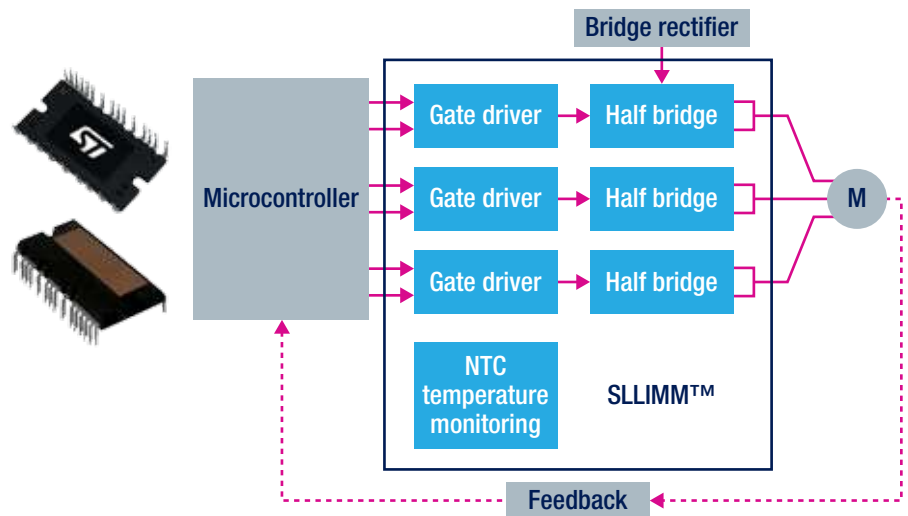 Bridge rectifier
Gate driver
Half bridge
ST
Microcontroller
Gate driver
Half bridge
M
Gate driver
Half bridge
NTC
temperature
monitoring
SLLIMM™
Feedback